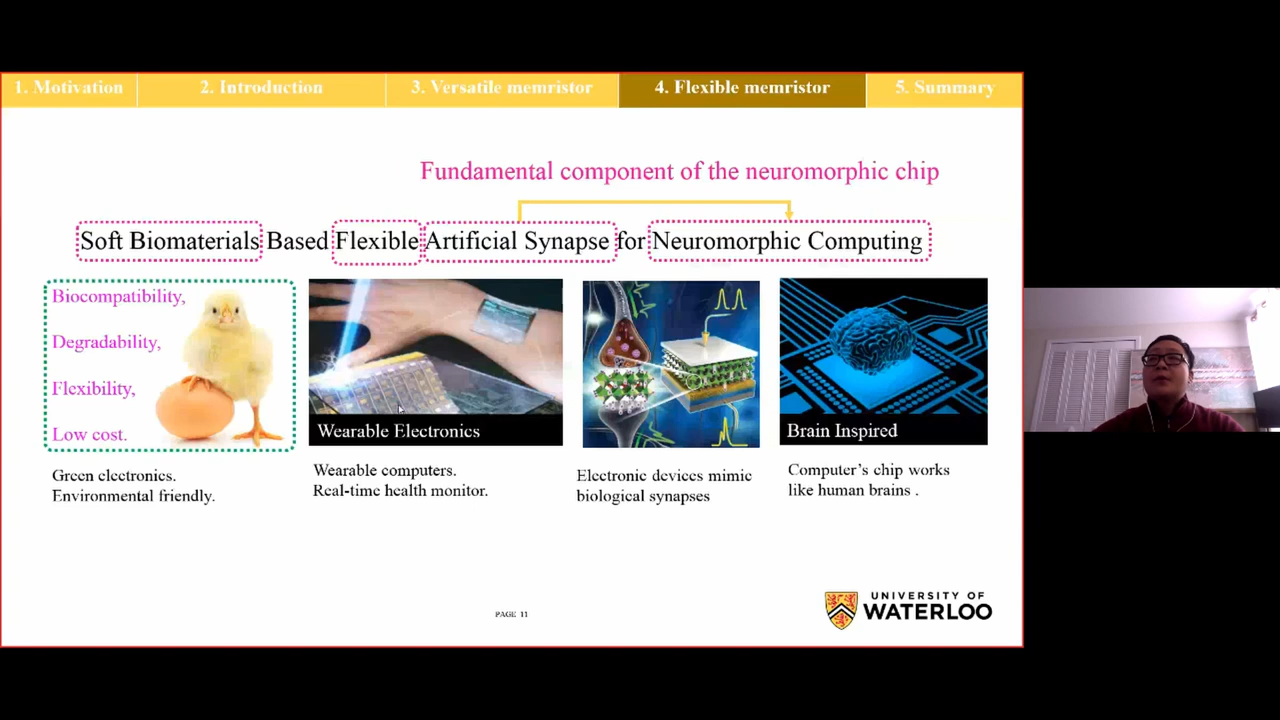 1. Motivation
2. Introduction
3. Versatile memristor
4. Flexible memristor
5. Summary
Fundamental component of the neuromorphic chip
Soft Biomaterials Based Flexible Artificial Synapse for Neuromorphic Computing
Biocompatibility,
Degradability,
Flexibility,
Low cost.
Green electronics.
Environmental friendly.
Wearable Electronics
Wearable computers.
Real-time health monitor.
Electronic devices mimic
biological synapses
Brain Inspired
Computer's chip works
like human brains .
PAGE 11
UNIVERSITY OF
WATERLOO